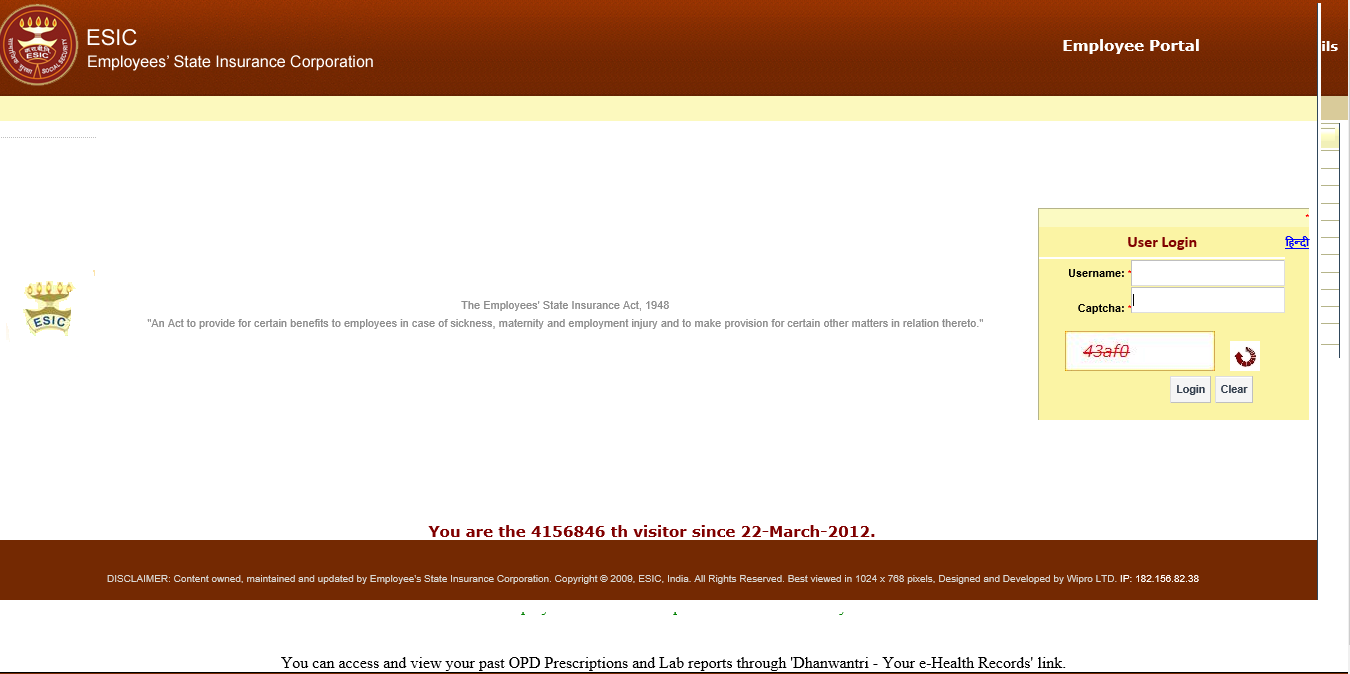 ESIC
Employees' State Insurance Corporation
Employee Portal
ils
*
User Login
हिन्दी
Username: *
ESIC
The Employees' State Insurance Act, 1948
Captcha: *
"An Act to provide for certain benefits to employees in case of sickness, maternity and employment injury and to make provision for certain other matters in relation thereto."
43af0
Login Clear
You are the 4156846 th visitor since 22-March-2012.
DISCLAIMER: Content owned, maintained and updated by Employee's State Insurance Corporation. Copyright © 2009, ESIC, India. All Rights Reserved. Best viewed in 1024 x 768 pixels, Designed and Developed by Wipro LTD. IP: 182.156.82.38
You can access and view your past OPD Prescriptions and Lab reports through 'Dhanwantri - Your e-Health Records' link.